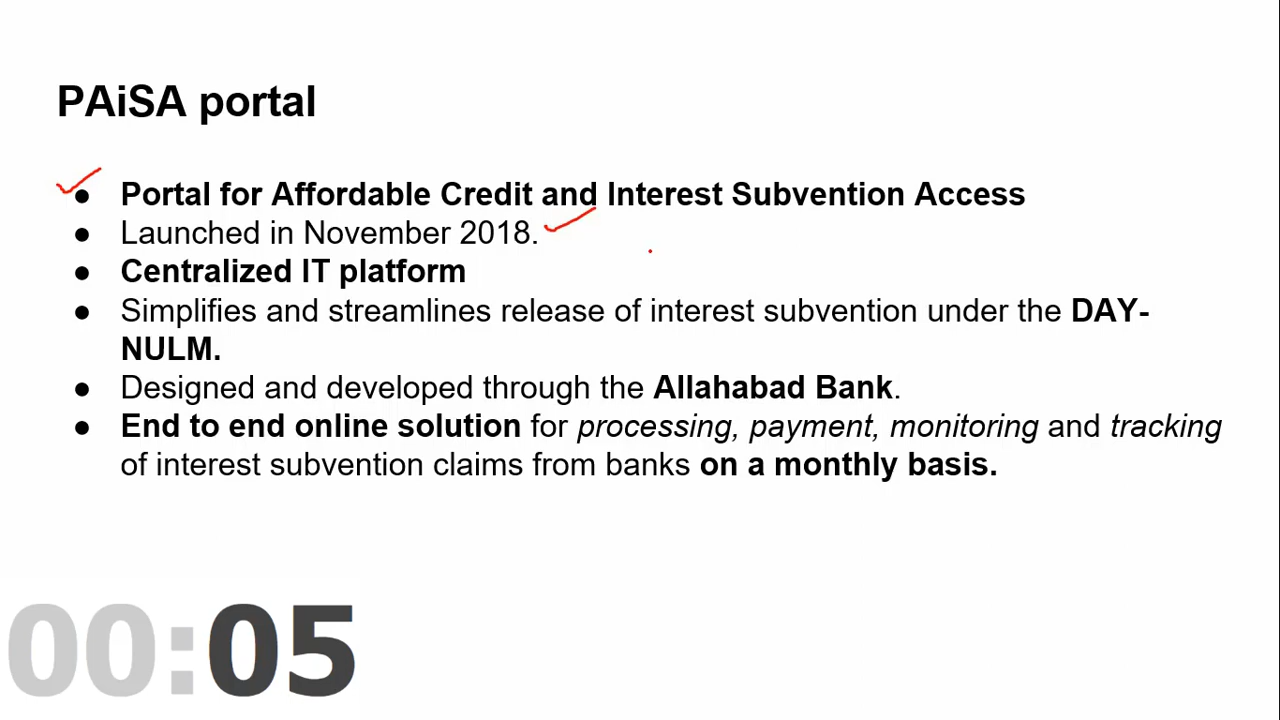 PAiSA portal
● Portal for Affordable Credit and Interest Subvention Access
● Launched in November 2018.
● Centralized IT platform
● Simplifies and streamlines release of interest subvention under the DAY-
NULM.
● Designed and developed through the Allahabad Bank.
● End to end online solution for processing, payment, monitoring and tracking
of interest subvention claims from banks on a monthly basis.
00:05